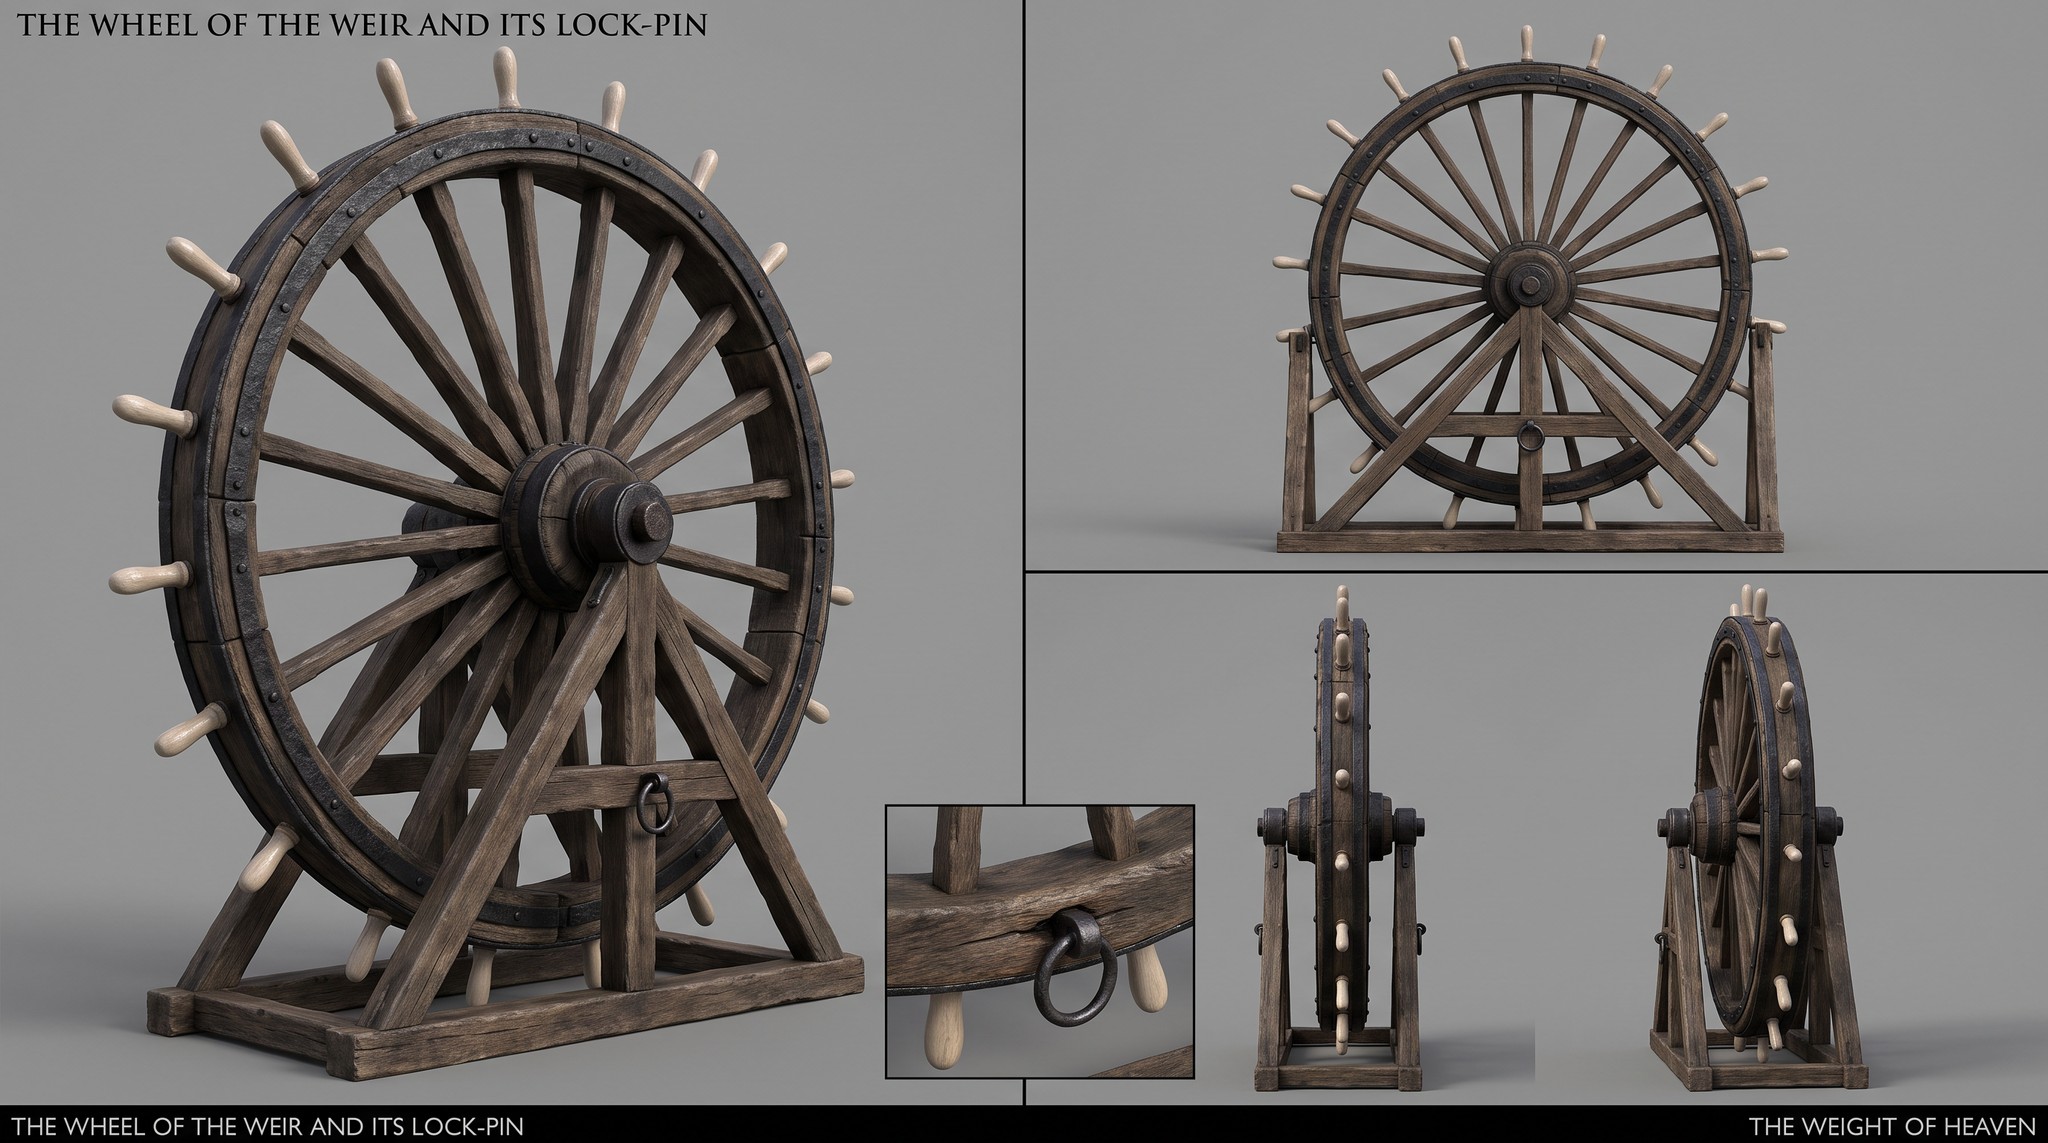 THE WHEEL OF THE WEIR AND ITS LOCK-PIN
THE WHEEL OF THE WEIR AND ITS LOCK-PIN
THE WEIGHT OF HEAVEN